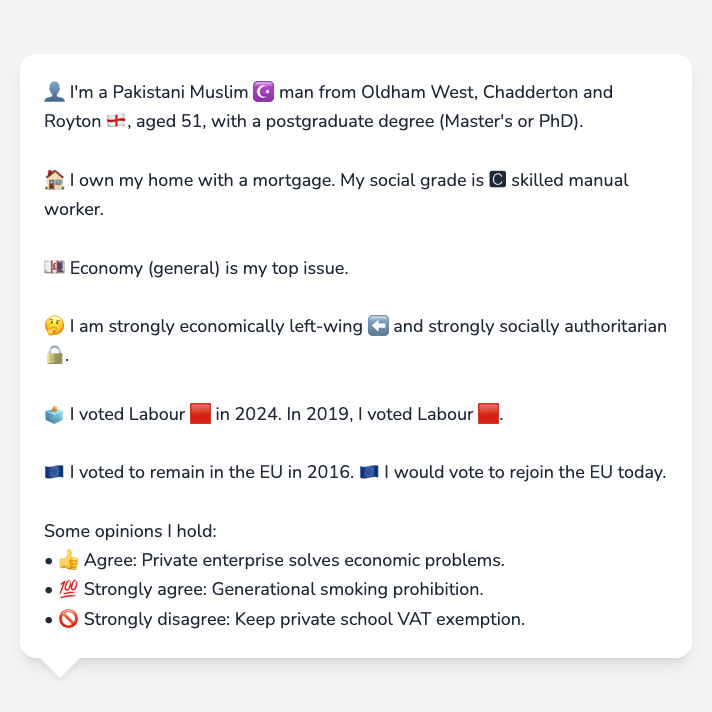 👤 I'm a Pakistani Muslim ☪️ man from Oldham West, Chadderton and
Royton 🏴󠁧󠁢󠁥󠁮󠁧󠁿, aged 51, with a postgraduate degree (Master's or PhD).
🏠 I own my home with a mortgage. My social grade is 🅲 skilled manual
worker.
💷 Economy (general) is my top issue.
🤔 I am strongly economically left-wing ⬅️ and strongly socially authoritarian
🔒.
🗳️ I voted Labour 🟥 in 2024. In 2019, I voted Labour 🟥.
🇪🇺 I voted to remain in the EU in 2016. 🇪🇺 I would vote to rejoin the EU today.
Some opinions I hold:
• 👍 Agree: Private enterprise solves economic problems.
• 💯 Strongly agree: Generational smoking prohibition.
• 🚫 Strongly disagree: Keep private school VAT exemption.